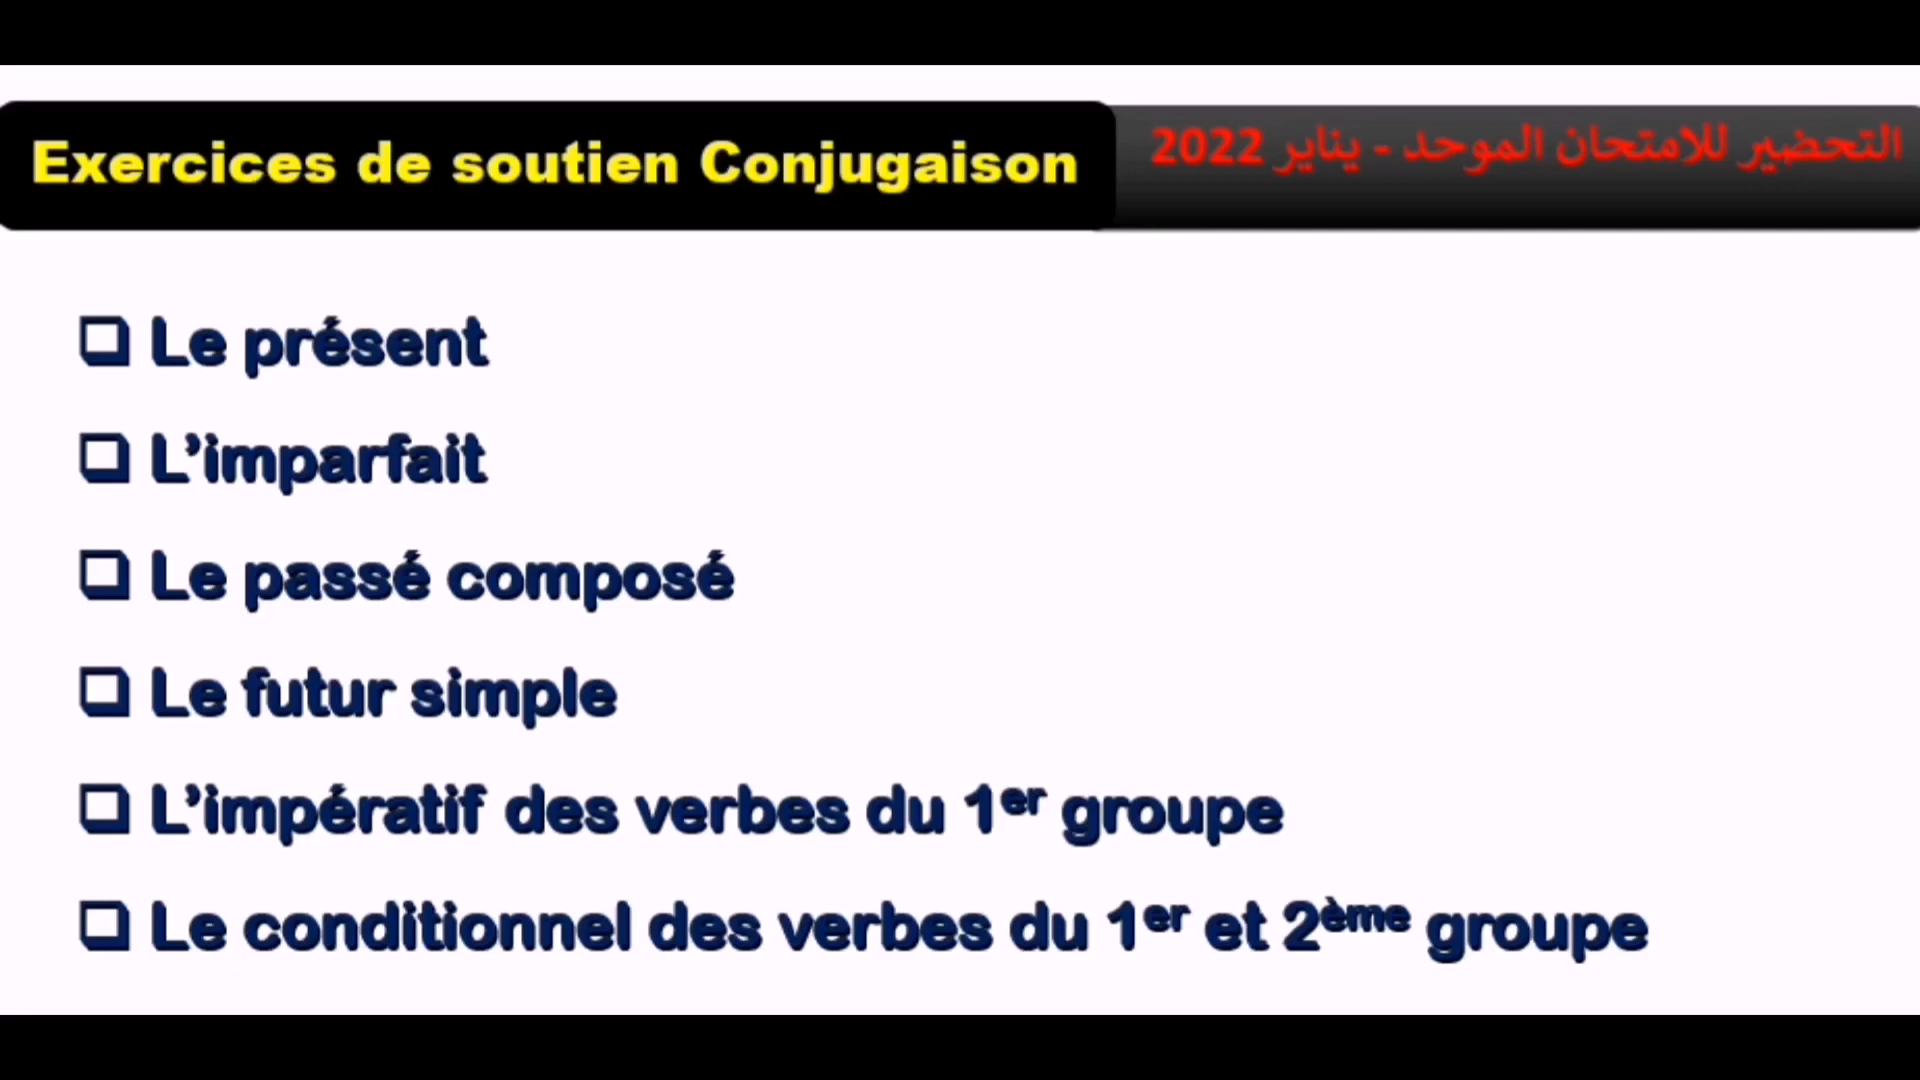 Exercices de soutien Conjugaison
التحضير للامتحان الموحد - يناير 2022
❑ Le présent
❑ L’imparfait
❑ Le passé composé
❑ Le futur simple
❑ L’impératif des verbes du 1er groupe
❑ Le conditionnel des verbes du 1er et 2ème groupe